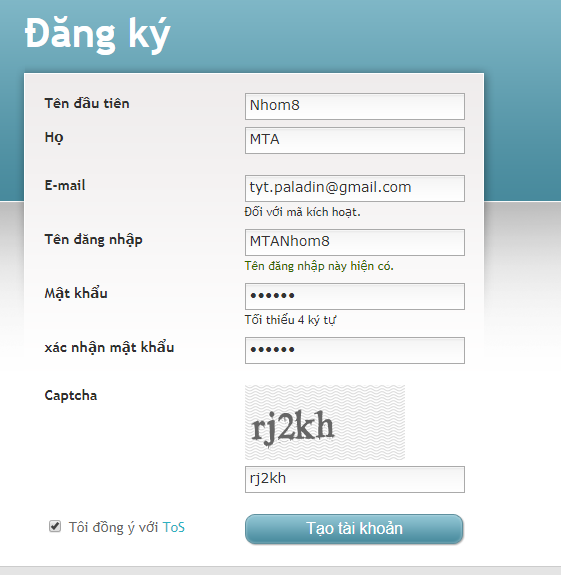 Đăng ký
Tên đầu tiên Nhom8
Họ MTA
E-mail tyt.paladin@gmail.com
Đối với mã kích hoạt.
Tên đăng nhập MTANhom8
Tên đăng nhập này hiện có.
Mật khẩu ••••••
Tối thiểu 4 ký tự
xác nhận mật khẩu ••••••
Captcha
rj2kh
rj2kh
Tôi đồng ý với ToS Tạo tài khoản